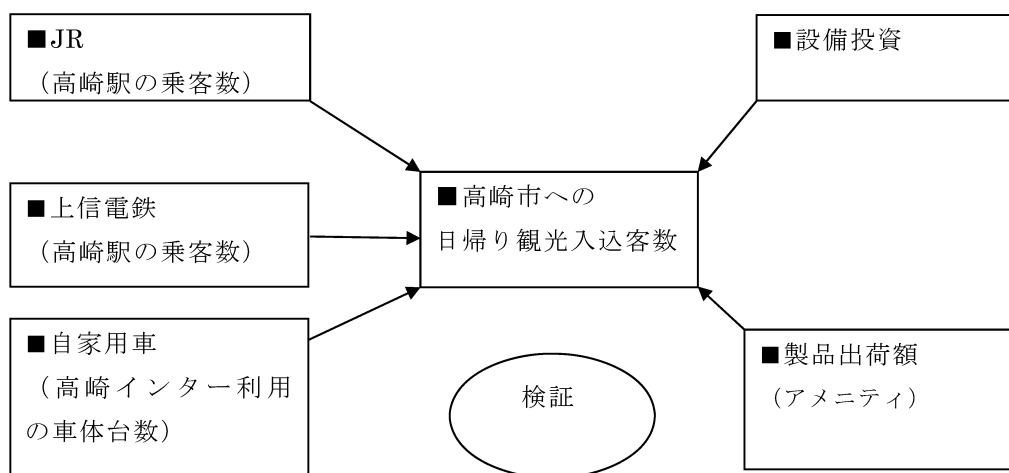 ■JR
（高崎駅の乗客数）
■設備投資
■上信電鉄
（高崎駅の乗客数）
■高崎市への
日帰り観光入込客数
■自家用車
（高崎インター利用
の車体台数）
検証
■製品出荷額
（アメニティ）